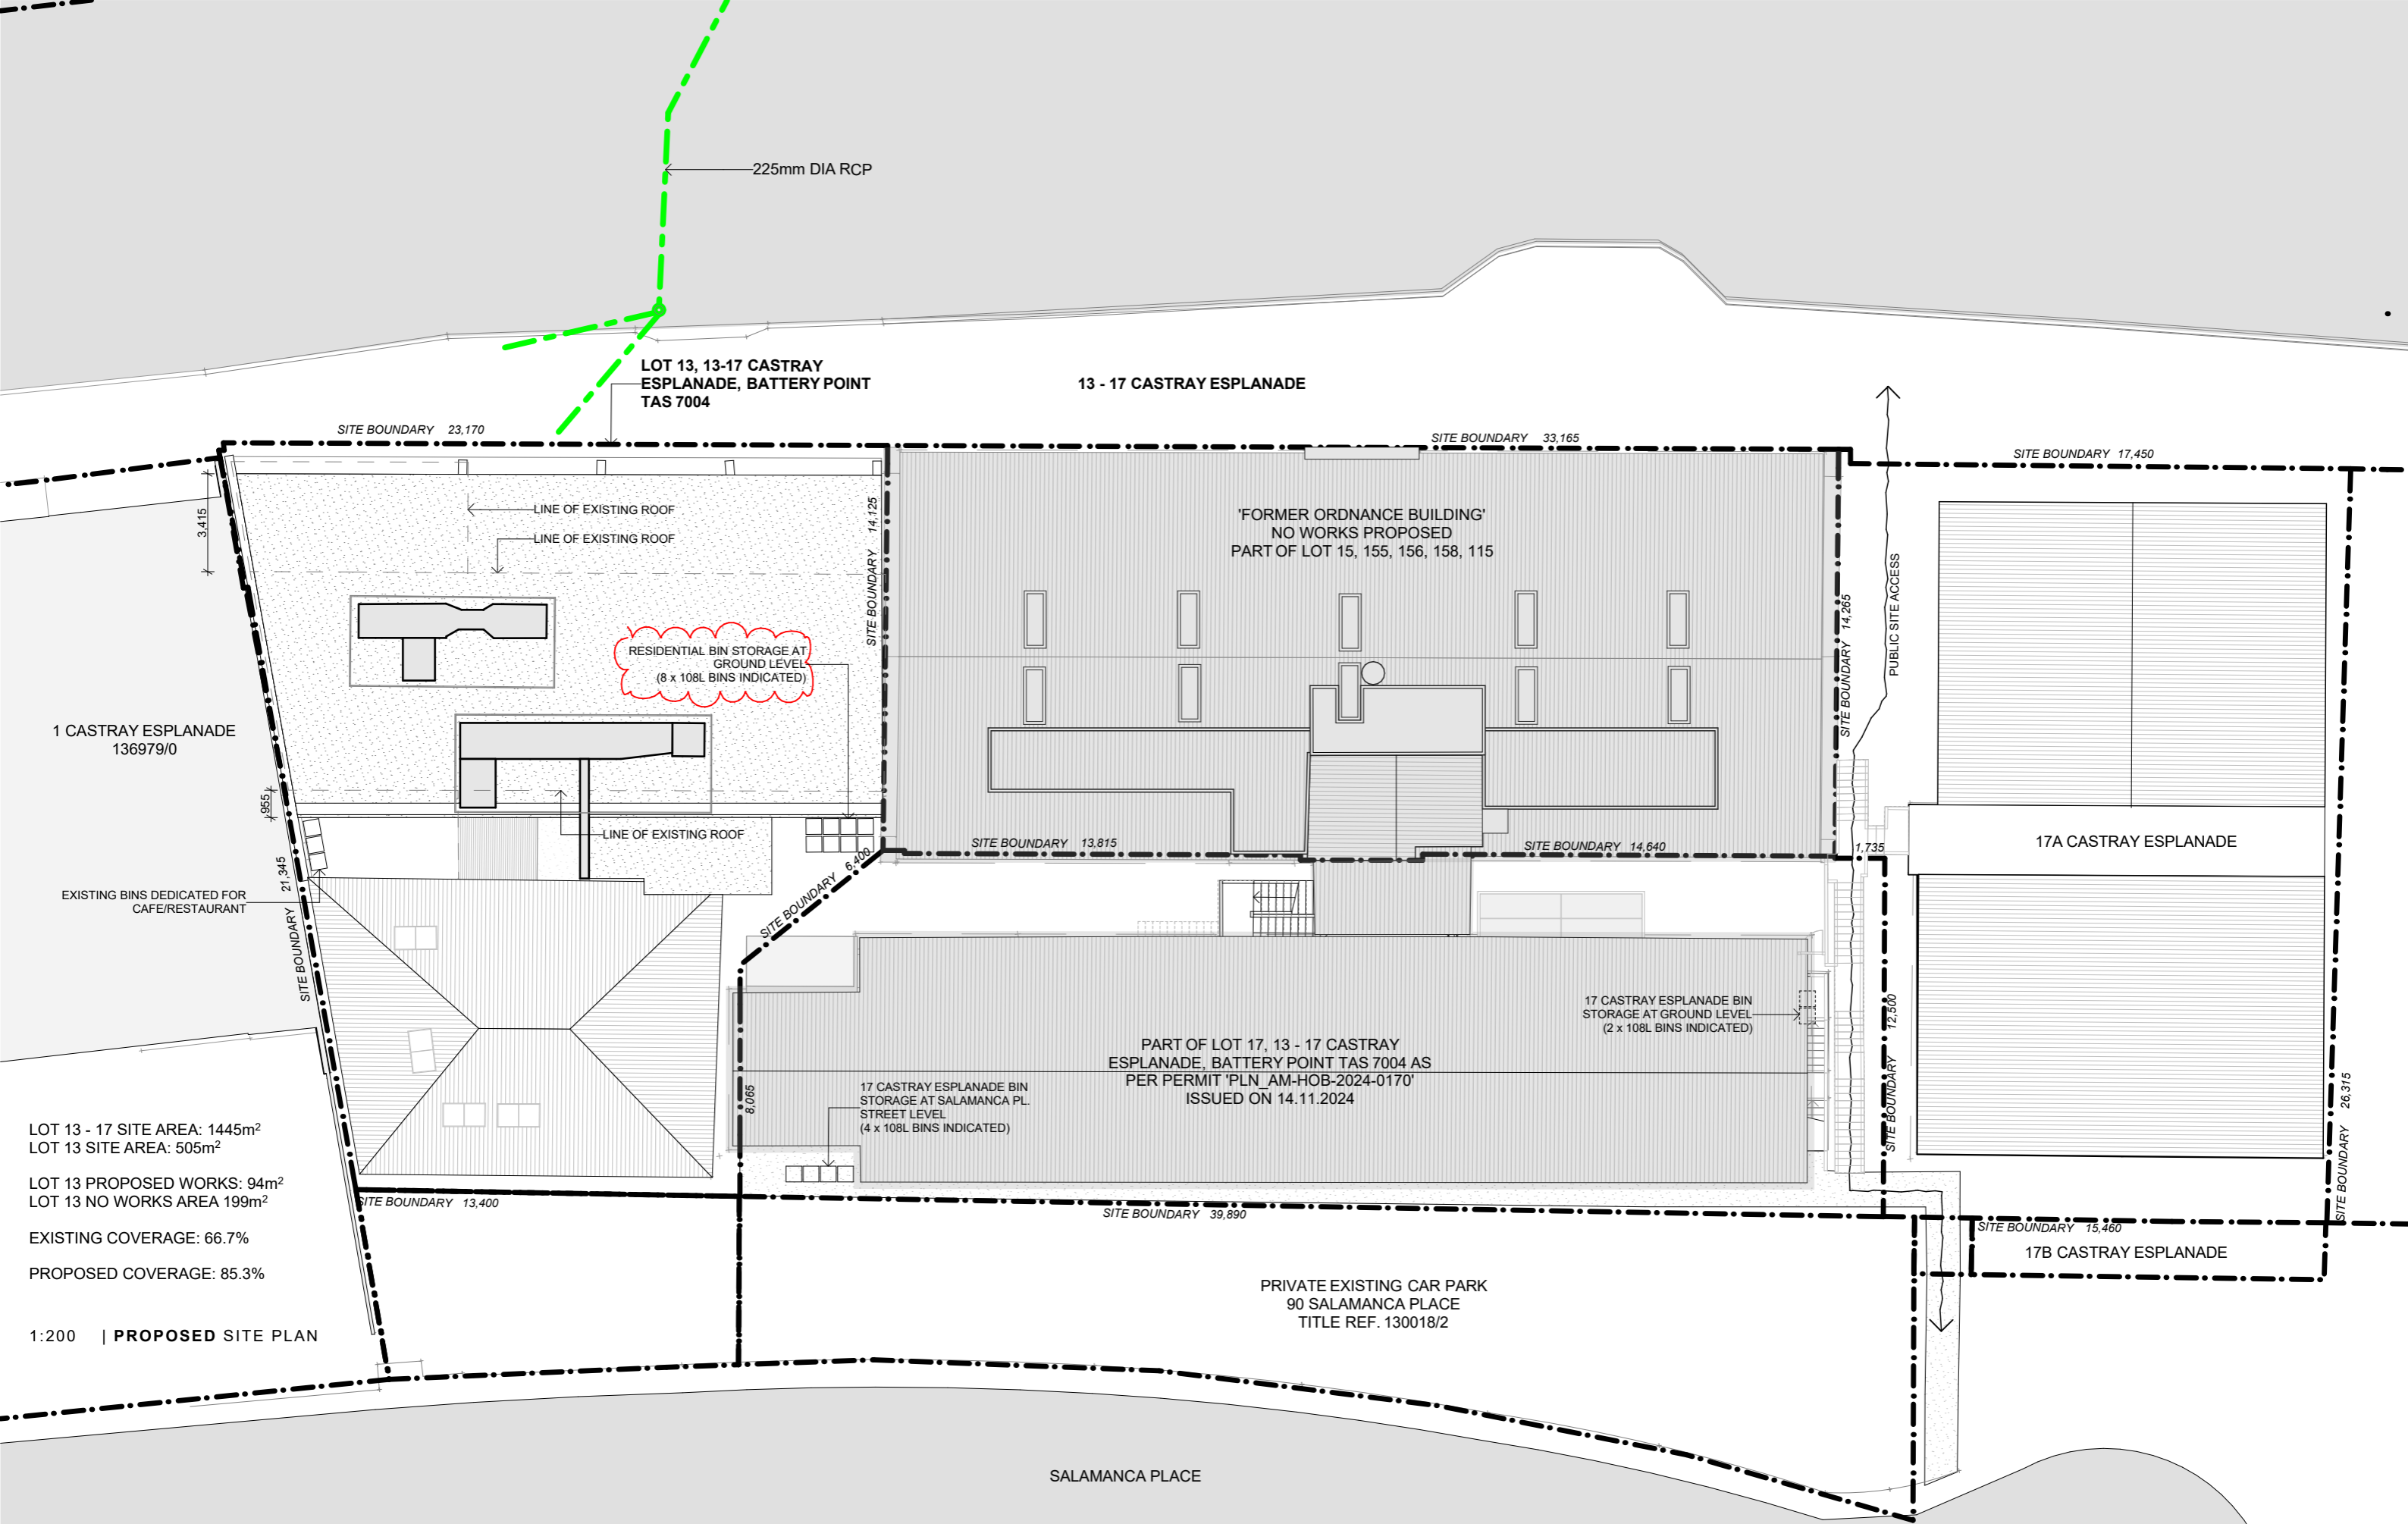 225mm DIA RCP
LOT 13, 13-17 CASTRAY
ESPLANADE, BATTERY POINT
TAS 7004
13 - 17 CASTRAY ESPLANADE
SITE BOUNDARY 23,170
SITE BOUNDARY 33,165
SITE BOUNDARY 17,450
3,415
LINE OF EXISTING ROOF
LINE OF EXISTING ROOF
SITE BOUNDARY 14,125
'FORMER ORDNANCE BUILDING'
NO WORKS PROPOSED
PART OF LOT 15, 155, 156, 158, 115
SITE BOUNDARY 14,265
PUBLIC SITE ACCESS
RESIDENTIAL BIN STORAGE AT
GROUND LEVEL
(8 x 108L BINS INDICATED)
1 CASTRAY ESPLANADE
136979/0
955
LINE OF EXISTING ROOF
SITE BOUNDARY 13,815
SITE BOUNDARY 14,640
1,735
17A CASTRAY ESPLANADE
SITE BOUNDARY 6,400
EXISTING BINS DEDICATED FOR
CAFE/RESTAURANT
SITE BOUNDARY 21,345
17 CASTRAY ESPLANADE BIN
STORAGE AT GROUND LEVEL
(2 x 108L BINS INDICATED)
SITE BOUNDARY 12,500
PART OF LOT 17, 13 - 17 CASTRAY
ESPLANADE, BATTERY POINT TAS 7004 AS
PER PERMIT 'PLN_AM-HOB-2024-0170'
ISSUED ON 14.11.2024
8,065
17 CASTRAY ESPLANADE BIN
STORAGE AT SALAMANCA PL.
STREET LEVEL
(4 x 108L BINS INDICATED)
SITE BOUNDARY 26,315
LOT 13 - 17 SITE AREA: 1445m²
LOT 13 SITE AREA: 505m²
LOT 13 PROPOSED WORKS: 94m²
LOT 13 NO WORKS AREA 199m²
EXISTING COVERAGE: 66.7%
PROPOSED COVERAGE: 85.3%
SITE BOUNDARY 13,400
SITE BOUNDARY 39,890
SITE BOUNDARY 15,460
17B CASTRAY ESPLANADE
PRIVATE EXISTING CAR PARK
90 SALAMANCA PLACE
TITLE REF. 130018/2
1:200 | PROPOSED SITE PLAN
SALAMANCA PLACE